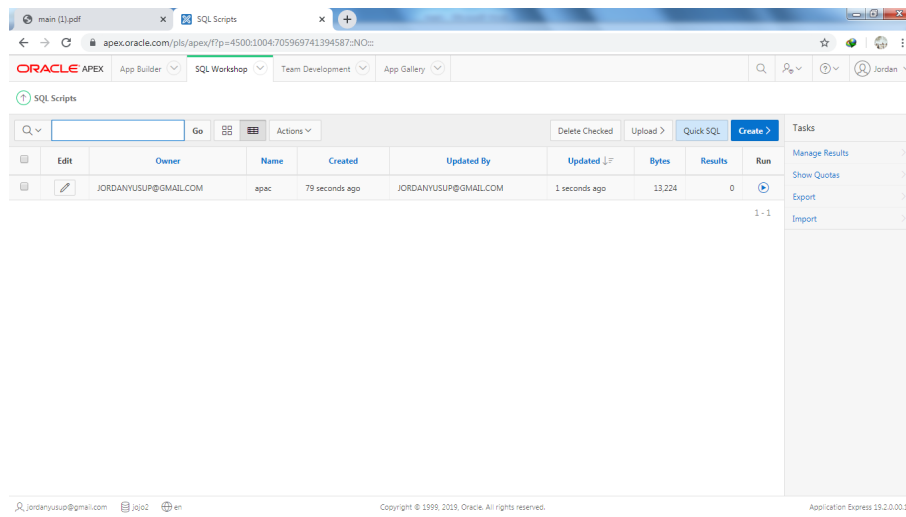 main (1).pdf
SQL Scripts
apex.oracle.com/pls/apex/f?p=4500:1004:705969741394587::NO:::
ORACLE APEX App Builder SQL Workshop Team Development App Gallery Jordan
SQL Scripts
Go Actions Delete Checked Upload > Quick SQL Create >
Tasks
Edit Owner Name Created Updated By Updated Bytes Results Run
JORDANYUSUP@GMAIL.COM apac 79 seconds ago JORDANYUSUP@GMAIL.COM 1 seconds ago 13,224 0
1 - 1
Manage Results
Show Quotas
Export
Import
jordanyusup@gmail.com jojo2 en Copyright © 1999, 2019, Oracle. All rights reserved. Application Express 19.2.0.00.